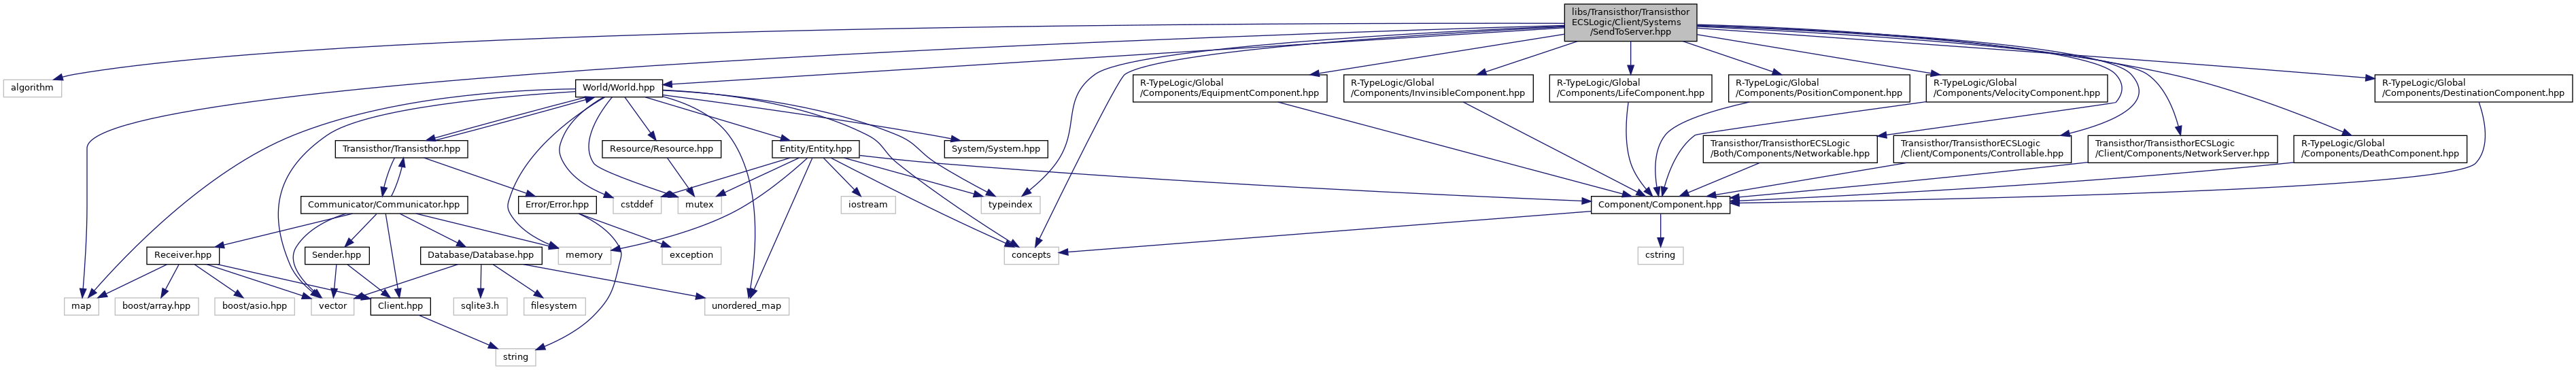 libs/Transisthor/Transisthor
ECSLogic/Client/Systems
/SendToServer.hpp
algorithm
World/World.hpp
R-TypeLogic/Global
/Components/EquipmentComponent.hpp
R-TypeLogic/Global
/Components/InvinsibleComponent.hpp
R-TypeLogic/Global
/Components/LifeComponent.hpp
R-TypeLogic/Global
/Components/PositionComponent.hpp
R-TypeLogic/Global
/Components/VelocityComponent.hpp
R-TypeLogic/Global
/Components/DestinationComponent.hpp
Transisthor/Transisthor.hpp
Resource/Resource.hpp
Entity/Entity.hpp
System/System.hpp
Transisthor/TransisthorECSLogic
/Both/Components/Networkable.hpp
Transisthor/TransisthorECSLogic
/Client/Components/Controllable.hpp
Transisthor/TransisthorECSLogic
/Client/Components/NetworkServer.hpp
R-TypeLogic/Global
/Components/DeathComponent.hpp
Communicator/Communicator.hpp
Error/Error.hpp
cstddef
mutex
iostream
typeindex
Component/Component.hpp
Receiver.hpp
Sender.hpp
Database/Database.hpp
memory
exception
concepts
cstring
map
boost/array.hpp
boost/asio.hpp
vector
Client.hpp
sqlite3.h
filesystem
unordered_map
string